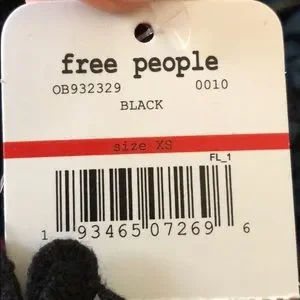 free people
OB932329 0010
BLACK
size XS
FL_1
1 93465 07269 6